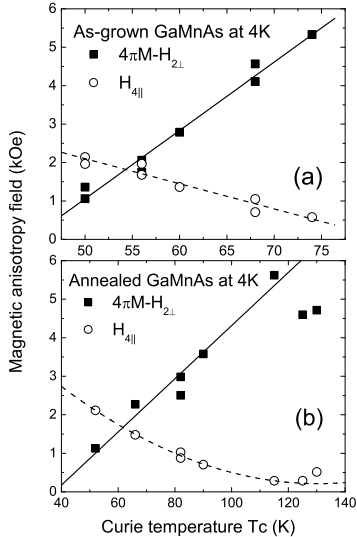 As-grown GaMnAs at 4K
4πM-H2⊥
H4||
(a)
6
5
4
3
2
1
0
50 55 60 65 70 75
Magnetic anisotropy field (kOe)
Annealed GaMnAs at 4K
4πM-H2⊥
H4||
(b)
6
5
4
3
2
1
0
40 60 80 100 120 140
Curie temperature Tc (K)